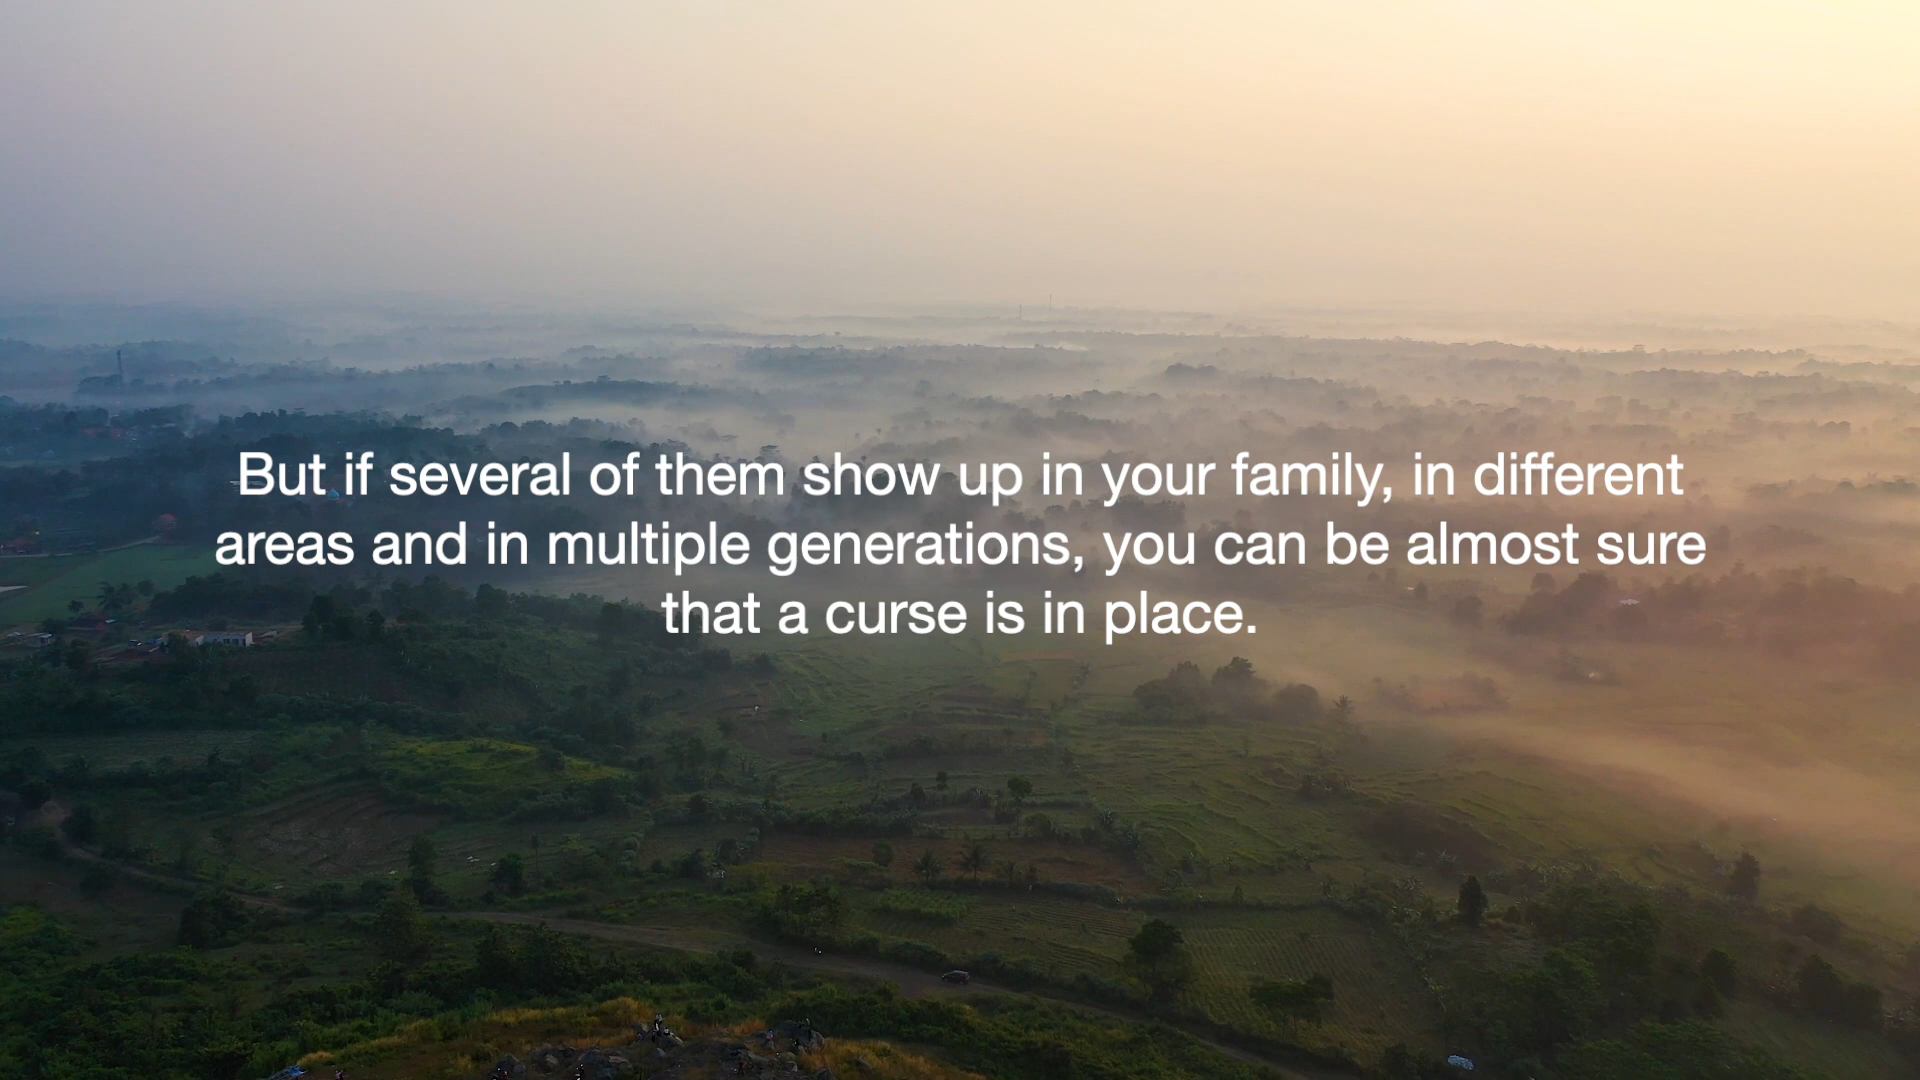 But if several of them show up in your family, in different
areas and in multiple generations, you can be almost sure
that a curse is in place.